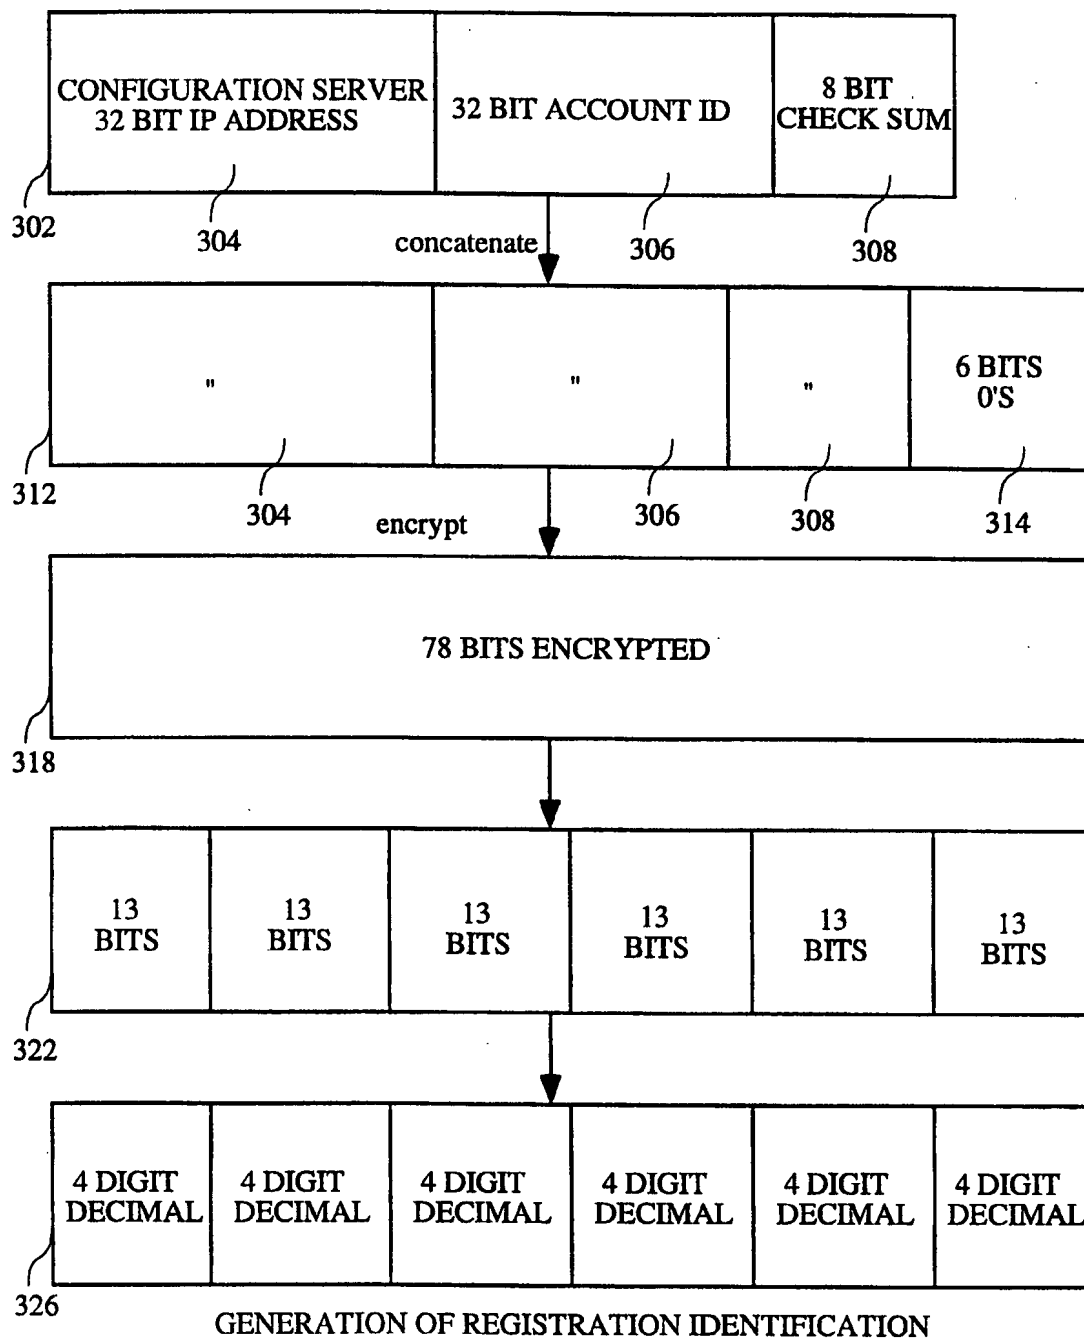 CONFIGURATION SERVER
32 BIT IP ADDRESS
32 BIT ACCOUNT ID
8 BIT
CHECK SUM
302
304
306
308
concatenate
"
"
"
6 BITS
0'S
312
304
306
308
314
encrypt
78 BITS ENCRYPTED
318
13
BITS
13
BITS
13
BITS
13
BITS
13
BITS
13
BITS
322
4 DIGIT
DECIMAL
4 DIGIT
DECIMAL
4 DIGIT
DECIMAL
4 DIGIT
DECIMAL
4 DIGIT
DECIMAL
4 DIGIT
DECIMAL
326
GENERATION OF REGISTRATION IDENTIFICATION